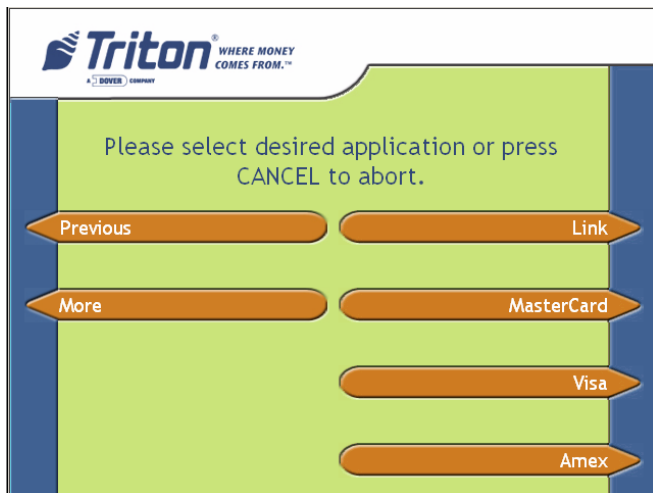 Triton® WHERE MONEY
COMES FROM.™
A DOVER COMPANY
Please select desired application or press
CANCEL to abort.
Previous
Link
More
MasterCard
Visa
Amex